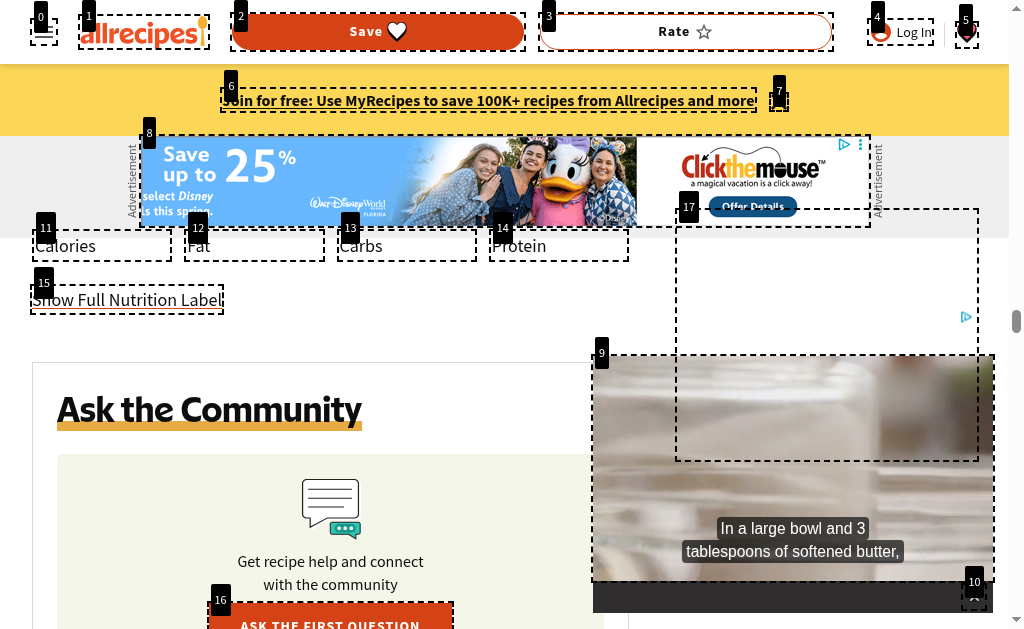 0
1
2
3
4
5
allrecipes
Save
Rate
Log In
6
7
Join for free: Use MyRecipes to save 100K+ recipes from Allrecipes and more
8
Advertisement
Save
up to 25%
select Disney
this spring.
Walt Disney World
FLORIDA
©Disney
Clickthemouse™
a magical vacation is a click away!
Offer Details
Advertisement
17
11
12
13
14
Calories
Fat
Carbs
Protein
15
Show Full Nutrition Label
9
Ask the Community
Get recipe help and connect
with the community
16
ASK THE FIRST QUESTION
In a large bowl and 3
tablespoons of softened butter,
10